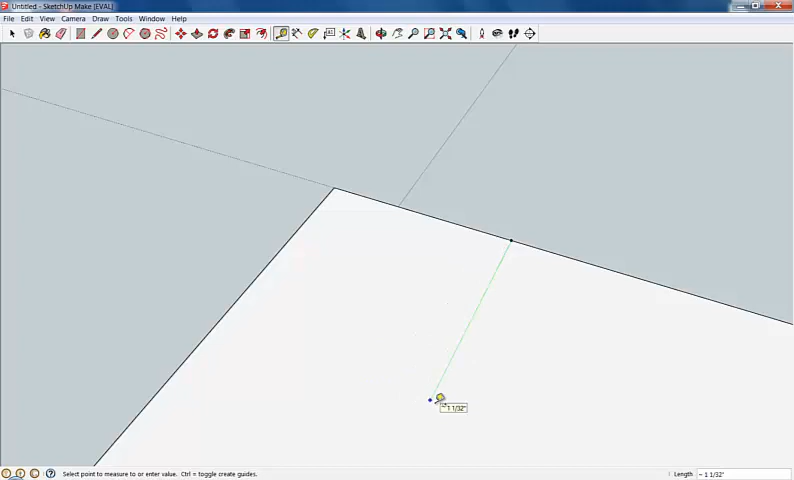 Untitled - SketchUp Make [EVAL]
File Edit View Camera Draw Tools Window Help
~ 1 1/32"
Select point to measure to or enter value. Ctrl = toggle create guides.
Length ~ 1 1/32"